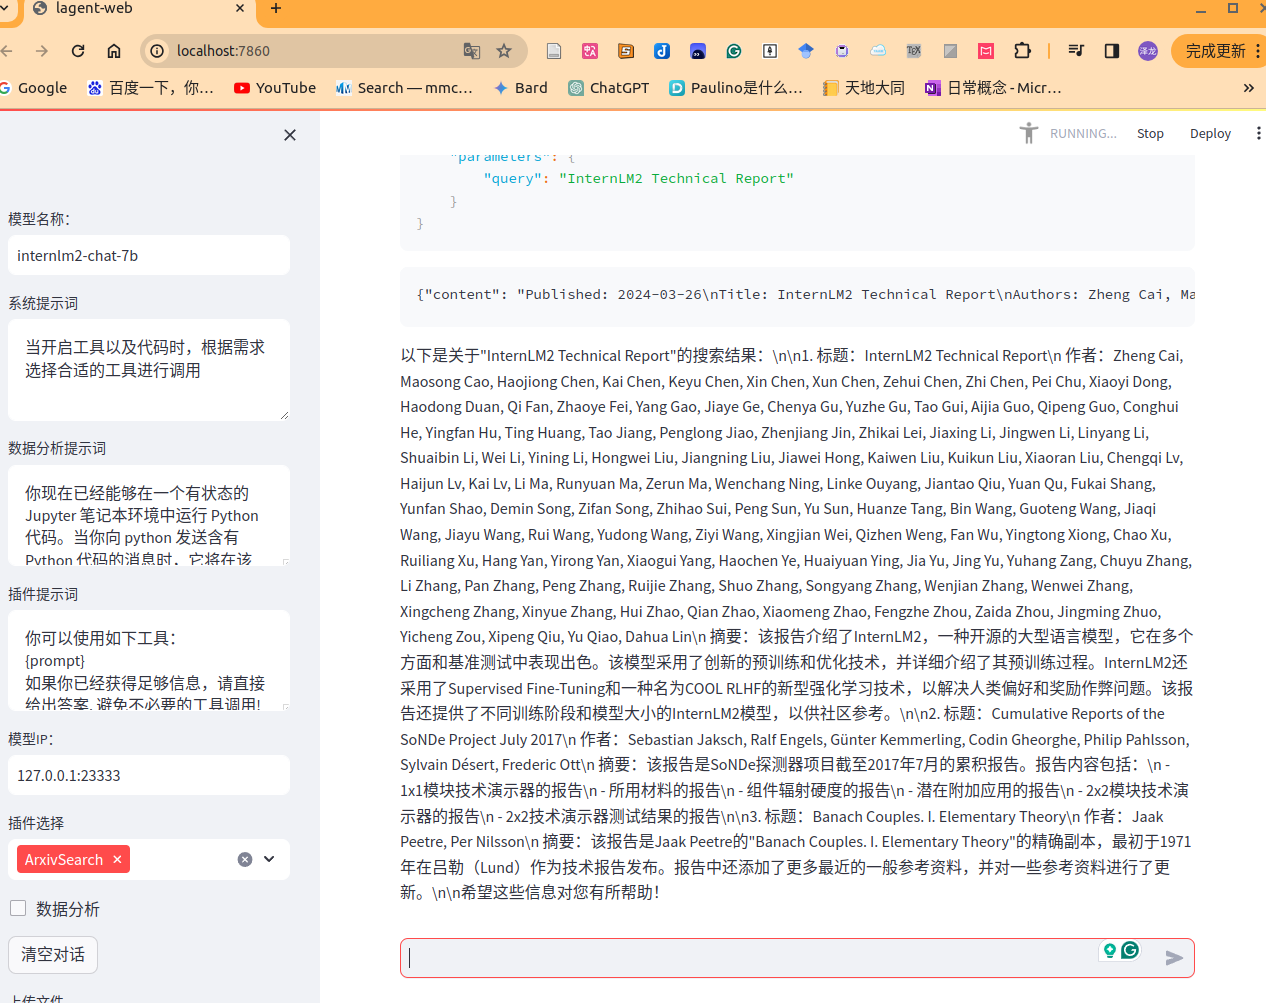 lagent-web
localhost:7860
完成更新
Google
百度一下，你…
YouTube
Search — mmc…
Bard
ChatGPT
Paulino是什么…
天地大同
日常概念 - Micr…
RUNNING...
Stop
Deploy
模型名称：
internlm2-chat-7b
系统提示词
当开启工具以及代码时，根据需求
选择合适的工具进行调用
数据分析提示词
你现在已经能够在一个有状态的
Jupyter 笔记本环境中运行 Python
代码。当你向 python 发送含有
Python 代码的消息时，它将在该
插件提示词
你可以使用如下工具：
{prompt}
如果你已经获得足够信息，请直接
给出答案. 避免不必要的工具调用!
模型IP：
127.0.0.1:23333
插件选择
ArxivSearch
数据分析
清空对话
上传文件
"parameters": {
"query": "InternLM2 Technical Report"
}
}
{"content": "Published: 2024-03-26\nTitle: InternLM2 Technical Report\nAuthors: Zheng Cai, Ma
以下是关于"InternLM2 Technical Report"的搜索结果：\n\n1. 标题：InternLM2 Technical Report\n 作者：Zheng Cai,
Maosong Cao, Haojiong Chen, Kai Chen, Keyu Chen, Xin Chen, Xun Chen, Zehui Chen, Zhi Chen, Pei Chu, Xiaoyi Dong,
Haodong Duan, Qi Fan, Zhaoye Fei, Yang Gao, Jiaye Ge, Chenya Gu, Yuzhe Gu, Tao Gui, Aijia Guo, Qipeng Guo, Conghui
He, Yingfan Hu, Ting Huang, Tao Jiang, Penglong Jiao, Zhenjiang Jin, Zhikai Lei, Jiaxing Li, Jingwen Li, Linyang Li,
Shuaibin Li, Wei Li, Yining Li, Hongwei Liu, Jiangning Liu, Jiawei Hong, Kaiwen Liu, Kuikun Liu, Xiaoran Liu, Chengqi Lv,
Haijun Lv, Kai Lv, Li Ma, Runyuan Ma, Zerun Ma, Wenchang Ning, Linke Ouyang, Jiantao Qiu, Yuan Qu, Fukai Shang,
Yunfan Shao, Demin Song, Zifan Song, Zhihao Sui, Peng Sun, Yu Sun, Huanze Tang, Bin Wang, Guoteng Wang, Jiaqi
Wang, Jiayu Wang, Rui Wang, Yudong Wang, Ziyi Wang, Xingjian Wei, Qizhen Weng, Fan Wu, Yingtong Xiong, Chao Xu,
Ruiliang Xu, Hang Yan, Yirong Yan, Xiaogui Yang, Haochen Ye, Huaiyuan Ying, Jia Yu, Jing Yu, Yuhang Zang, Chuyu Zhang,
Li Zhang, Pan Zhang, Peng Zhang, Ruijie Zhang, Shuo Zhang, Songyang Zhang, Wenjian Zhang, Wenwei Zhang,
Xingcheng Zhang, Xinyue Zhang, Hui Zhao, Qian Zhao, Xiaomeng Zhao, Fengzhe Zhou, Zaida Zhou, Jingming Zhuo,
Yicheng Zou, Xipeng Qiu, Yu Qiao, Dahua Lin\n 摘要：该报告介绍了InternLM2，一种开源的大型语言模型，它在多个
方面和基准测试中表现出色。该模型采用了创新的预训练和优化技术，并详细介绍了其预训练过程。InternLM2还
采用了Supervised Fine-Tuning和一种名为COOL RLHF的新型强化学习技术，以解决人类偏好和奖励作弊问题。该报
告还提供了不同训练阶段和模型大小的InternLM2模型，以供社区参考。\n\n2. 标题：Cumulative Reports of the
SoNDe Project July 2017\n 作者：Sebastian Jaksch, Ralf Engels, Günter Kemmerling, Codin Gheorghe, Philip Pahlsson,
Sylvain Désert, Frederic Ott\n 摘要：该报告是SoNDe探测器项目截至2017年7月的累积报告。报告内容包括：\n -
1x1模块技术演示器的报告\n - 所用材料的报告\n - 组件辐射硬度的报告\n - 潜在附加应用的报告\n - 2x2模块技术演
示器的报告\n - 2x2技术演示器测试结果的报告\n\n3. 标题：Banach Couples. I. Elementary Theory\n 作者：Jaak
Peetre, Per Nilsson\n 摘要：该报告是Jaak Peetre的"Banach Couples. I. Elementary Theory"的精确副本，最初于1971
年在吕勒（Lund）作为技术报告发布。报告中还添加了更多最近的一般参考资料，并对一些参考资料进行了更
新。\n\n希望这些信息对您有所帮助！